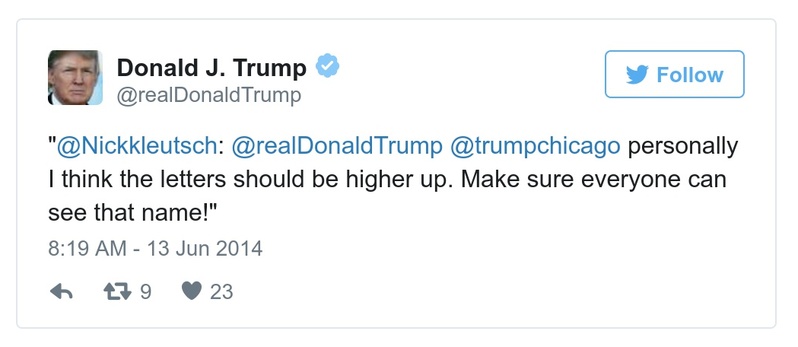 Donald J. Trump
@realDonaldTrump
Follow
"@Nickkleutsch: @realDonaldTrump @trumpchicago personally
I think the letters should be higher up. Make sure everyone can
see that name!"
8:19 AM - 13 Jun 2014
9 23